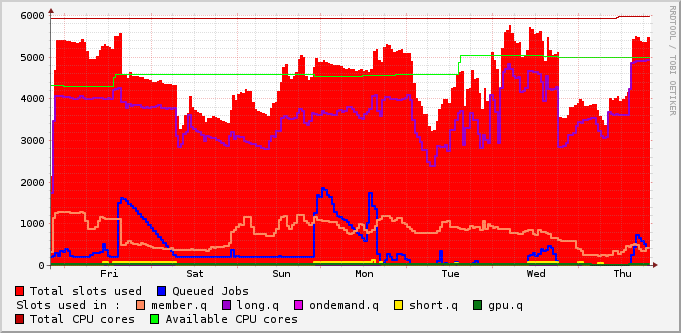 RRDTOOL / TOBI OETIKER
6000
5000
4000
3000
2000
1000
0
Fri Sat Sun Mon Tue Wed Thu
Total slots used Queued Jobs
Slots used in : member.q long.q ondemand.q short.q gpu.q
Total CPU cores Available CPU cores